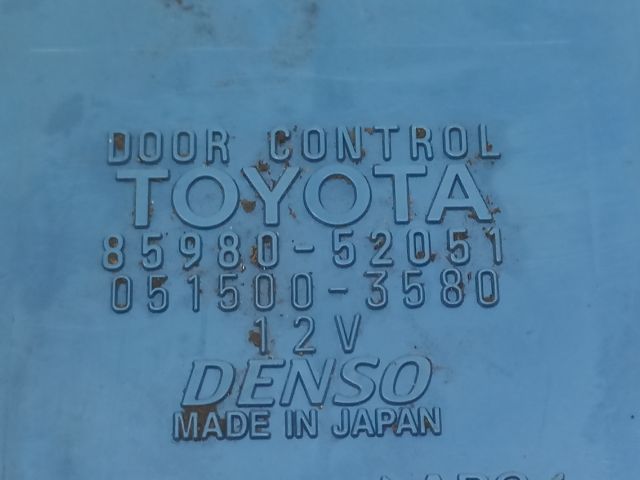 DOOR CONTROL
TOYOTA
85980-52051
051500-3580
12V
DENSO
MADE IN JAPAN